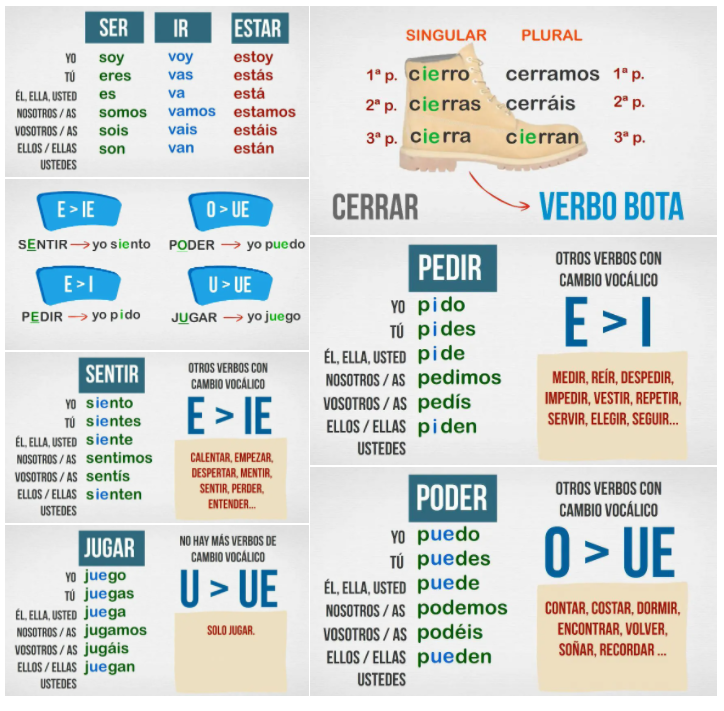 SER IR ESTAR
YO soy voy estoy
TÚ eres vas estás
ÉL, ELLA, USTED es va está
NOSOTROS / AS somos vamos estamos
VOSOTROS / AS sois vais estáis
ELLOS / ELLAS son van están
USTEDES
SINGULAR PLURAL
1ª p. cierro cerramos 1ª p.
2ª p. cierras cerráis 2ª p.
3ª p. cierra cierran 3ª p.
CERRAR → VERBO BOTA
E > IE O > UE
SENTIR → yo siento PODER → yo puedo
E > I U > UE
PEDIR → yo pido JUGAR → yo juego
PEDIR
YO pido
TÚ pides
ÉL, ELLA, USTED pide
NOSOTROS / AS pedimos
VOSOTROS / AS pedís
ELLOS / ELLAS piden
USTEDES
OTROS VERBOS CON
CAMBIO VOCÁLICO
E > I
MEDIR, REÍR, DESPEDIR,
IMPEDIR, VESTIR, REPETIR,
SERVIR, ELEGIR, SEGUIR...
SENTIR
YO siento
TÚ sientes
ÉL, ELLA, USTED siente
NOSOTROS / AS sentimos
VOSOTROS / AS sentís
ELLOS / ELLAS sienten
USTEDES
OTROS VERBOS CON
CAMBIO VOCÁLICO
E > IE
CALENTAR, EMPEZAR,
DESPERTAR, MENTIR,
SENTIR, PERDER,
ENTENDER...
PODER
YO puedo
TÚ puedes
ÉL, ELLA, USTED puede
NOSOTROS / AS podemos
VOSOTROS / AS podéis
ELLOS / ELLAS pueden
USTEDES
OTROS VERBOS CON
CAMBIO VOCÁLICO
O > UE
CONTAR, COSTAR, DORMIR,
ENCONTRAR, VOLVER,
SOÑAR, RECORDAR ...
JUGAR
YO juego
TÚ juegas
ÉL, ELLA, USTED juega
NOSOTROS / AS jugamos
VOSOTROS / AS jugáis
ELLOS / ELLAS juegan
USTEDES
NO HAY MÁS VERBOS DE
CAMBIO VOCÁLICO
U > UE
SOLO JUGAR.